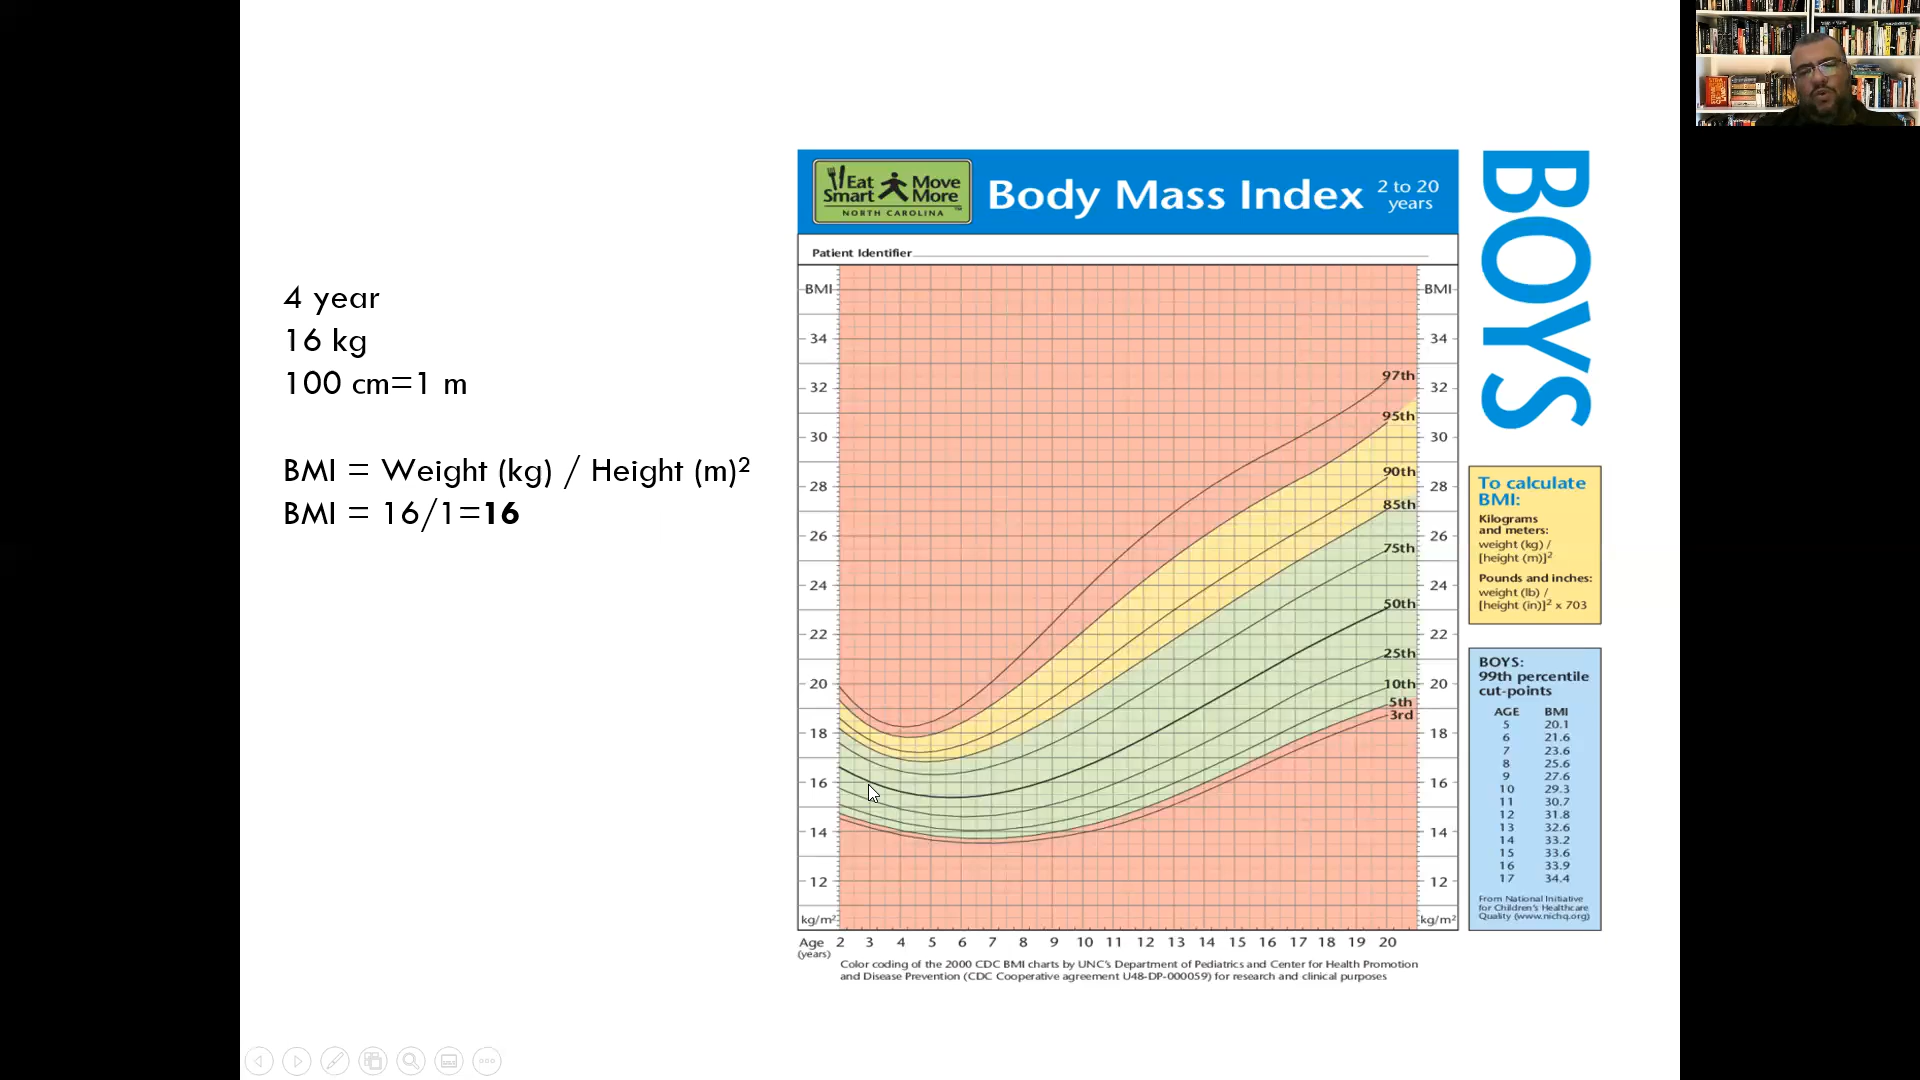 4 year
16 kg
100 cm=1 m
BMI = Weight (kg) / Height (m)²
BMI = 16/1=16
Eat Smart Move More
NORTH CAROLINA
Body Mass Index 2 to 20 years
BOYS
Patient Identifier
BMI BMI
34 34
32 32
30 30
28 28
26 26
24 24
22 22
20 20
18 18
16 16
14 14
12 12
kg/m² kg/m²
97th
95th
90th
85th
75th
50th
25th
10th
5th
3rd
Age (years) 2 3 4 5 6 7 8 9 10 11 12 13 14 15 16 17 18 19 20
Color coding of the 2000 CDC BMI charts by UNC's Department of Pediatrics and Center for Health Promotion
and Disease Prevention (CDC Cooperative agreement U48-DP-000059) for research and clinical purposes
To calculate
BMI:
Kilograms
and meters:
weight (kg) /
[height (m)]²
Pounds and inches:
weight (lb) /
[height (in)]² x 703
BOYS:
99th percentile
cut-points
AGE BMI
5 20.1
6 21.6
7 23.6
8 25.6
9 27.6
10 29.3
11 30.7
12 31.8
13 32.6
14 33.2
15 33.6
16 33.9
17 34.4
From National Initiative
for Children's Healthcare
Quality (www.nichq.org)